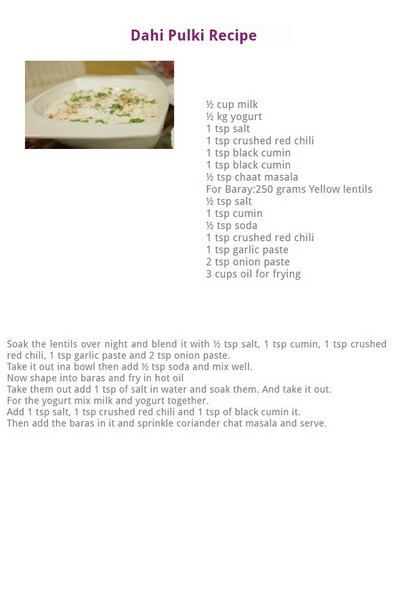 Dahi Pulki Recipe
½ cup milk
½ kg yogurt
1 tsp salt
1 tsp crushed red chili
1 tsp black cumin
1 tsp black cumin
½ tsp chaat masala
For Baray:250 grams Yellow lentils
½ tsp salt
1 tsp cumin
½ tsp soda
1 tsp crushed red chili
1 tsp garlic paste
2 tsp onion paste
3 cups oil for frying
Soak the lentils over night and blend it with ½ tsp salt, 1 tsp cumin, 1 tsp crushed
red chili, 1 tsp garlic paste and 2 tsp onion paste.
Take it out ina bowl then add ½ tsp soda and mix well.
Now shape into baras and fry in hot oil
Take them out add 1 tsp of salt in water and soak them. And take it out.
For the yogurt mix milk and yogurt together.
Add 1 tsp salt, 1 tsp crushed red chili and 1 tsp of black cumin it.
Then add the baras in it and sprinkle coriander chat masala and serve.